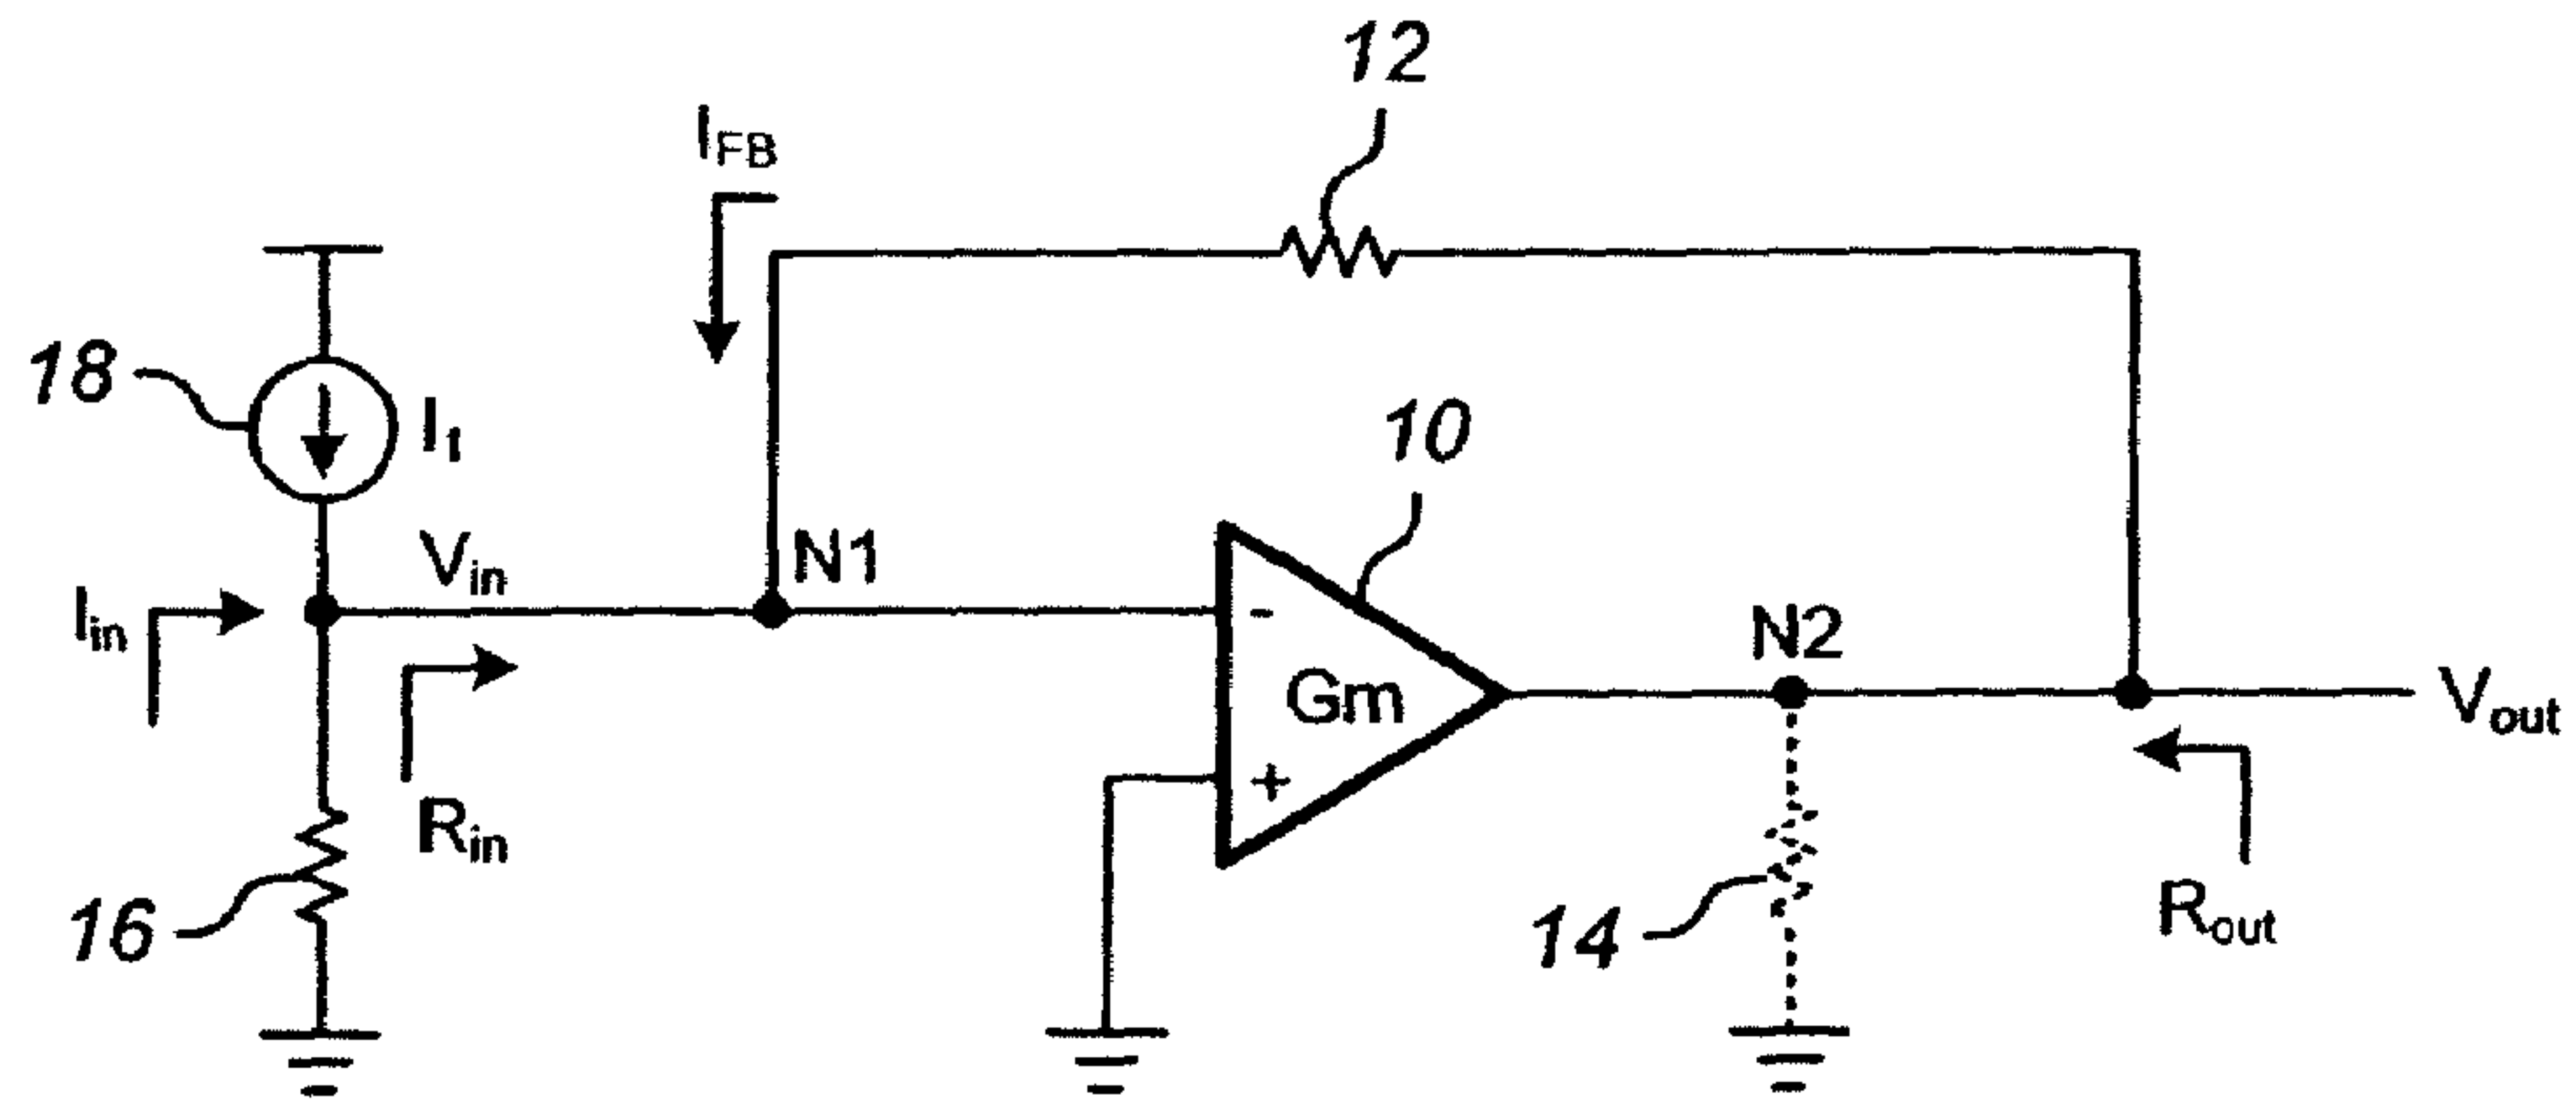 12
I_FB
18
I_t
10
V_in
N1
I_in
-
N2
Gm
V_out
+
R_in
16
14
R_out